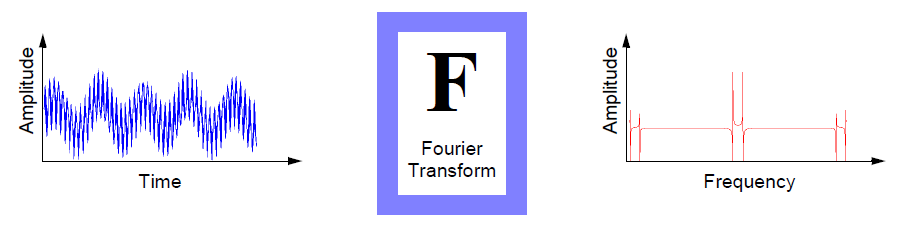 Amplitude
Time
F
Fourier
Transform
Amplitude
Frequency